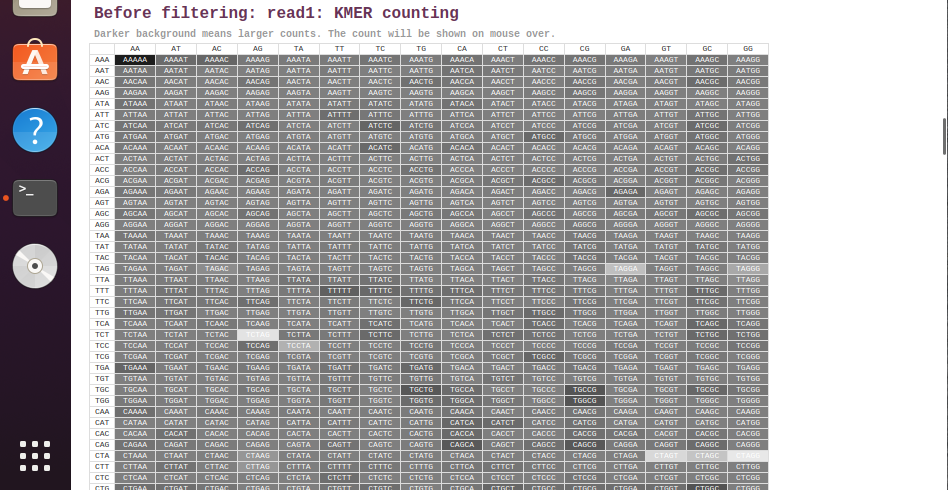 Before filtering: read1: KMER counting
Darker background means larger counts. The count will be shown on mouse over.
AA AT AC AG TA TT TC TG CA CT CC CG GA GT GC GG
AAA AAAAA AAAAT AAAAC AAAAG AAATA AAATT AAATC AAATG AAACA AAACT AAACC AAACG AAAGA AAAGT AAAGC AAAGG
AAT AATAA AATAT AATAC AATAG AATTA AATTT AATTC AATTG AATCA AATCT AATCC AATCG AATGA AATGT AATGC AATGG
AAC AACAA AACAT AACAC AACAG AACTA AACTT AACTC AACTG AACCA AACCT AACCC AACCG AACGA AACGT AACGC AACGG
AAG AAGAA AAGAT AAGAC AAGAG AAGTA AAGTT AAGTC AAGTG AAGCA AAGCT AAGCC AAGCG AAGGA AAGGT AAGGC AAGGG
ATA ATAAA ATAAT ATAAC ATAAG ATATA ATATT ATATC ATATG ATACA ATACT ATACC ATACG ATAGA ATAGT ATAGC ATAGG
ATT ATTAA ATTAT ATTAC ATTAG ATTTA ATTTT ATTTC ATTTG ATTCA ATTCT ATTCC ATTCG ATTGA ATTGT ATTGC ATTGG
ATC ATCAA ATCAT ATCAC ATCAG ATCTA ATCTT ATCTC ATCTG ATCCA ATCCT ATCCC ATCCG ATCGA ATCGT ATCGC ATCGG
ATG ATGAA ATGAT ATGAC ATGAG ATGTA ATGTT ATGTC ATGTG ATGCA ATGCT ATGCC ATGCG ATGGA ATGGT ATGGC ATGGG
ACA ACAAA ACAAT ACAAC ACAAG ACATA ACATT ACATC ACATG ACACA ACACT ACACC ACACG ACAGA ACAGT ACAGC ACAGG
ACT ACTAA ACTAT ACTAC ACTAG ACTTA ACTTT ACTTC ACTTG ACTCA ACTCT ACTCC ACTCG ACTGA ACTGT ACTGC ACTGG
ACC ACCAA ACCAT ACCAC ACCAG ACCTA ACCTT ACCTC ACCTG ACCCA ACCCT ACCCC ACCCG ACCGA ACCGT ACCGC ACCGG
ACG ACGAA ACGAT ACGAC ACGAG ACGTA ACGTT ACGTC ACGTG ACGCA ACGCT ACGCC ACGCG ACGGA ACGGT ACGGC ACGGG
AGA AGAAA AGAAT AGAAC AGAAG AGATA AGATT AGATC AGATG AGACA AGACT AGACC AGACG AGAGA AGAGT AGAGC AGAGG
AGT AGTAA AGTAT AGTAC AGTAG AGTTA AGTTT AGTTC AGTTG AGTCA AGTCT AGTCC AGTCG AGTGA AGTGT AGTGC AGTGG
AGC AGCAA AGCAT AGCAC AGCAG AGCTA AGCTT AGCTC AGCTG AGCCA AGCCT AGCCC AGCCG AGCGA AGCGT AGCGC AGCGG
AGG AGGAA AGGAT AGGAC AGGAG AGGTA AGGTT AGGTC AGGTG AGGCA AGGCT AGGCC AGGCG AGGGA AGGGT AGGGC AGGGG
TAA TAAAA TAAAT TAAAC TAAAG TAATA TAATT TAATC TAATG TAACA TAACT TAACC TAACG TAAGA TAAGT TAAGC TAAGG
TAT TATAA TATAT TATAC TATAG TATTA TATTT TATTC TATTG TATCA TATCT TATCC TATCG TATGA TATGT TATGC TATGG
TAC TACAA TACAT TACAC TACAG TACTA TACTT TACTC TACTG TACCA TACCT TACCC TACCG TACGA TACGT TACGC TACGG
TAG TAGAA TAGAT TAGAC TAGAG TAGTA TAGTT TAGTC TAGTG TAGCA TAGCT TAGCC TAGCG TAGGA TAGGT TAGGC TAGGG
TTA TTAAA TTAAT TTAAC TTAAG TTATA TTATT TTATC TTATG TTACA TTACT TTACC TTACG TTAGA TTAGT TTAGC TTAGG
TTT TTTAA TTTAT TTTAC TTTAG TTTTA TTTTT TTTTC TTTTG TTTCA TTTCT TTTCC TTTCG TTTGA TTTGT TTTGC TTTGG
TTC TTCAA TTCAT TTCAC TTCAG TTCTA TTCTT TTCTC TTCTG TTCCA TTCCT TTCCC TTCCG TTCGA TTCGT TTCGC TTCGG
TTG TTGAA TTGAT TTGAC TTGAG TTGTA TTGTT TTGTC TTGTG TTGCA TTGCT TTGCC TTGCG TTGGA TTGGT TTGGC TTGGG
TCA TCAAA TCAAT TCAAC TCAAG TCATA TCATT TCATC TCATG TCACA TCACT TCACC TCACG TCAGA TCAGT TCAGC TCAGG
TCT TCTAA TCTAT TCTAC TCTTA TCTTT TCTTC TCTTG TCTCA TCTCT TCTCC TCTCG TCTGA TCTGT TCTGC TCTGG
TCC TCCAA TCCAT TCCAC TCCAG TCCTA TCCTT TCCTC TCCTG TCCCA TCCCT TCCCC TCCCG TCCGA TCCGT TCCGC TCCGG
TCG TCGAA TCGAT TCGAC TCGAG TCGTA TCGTT TCGTC TCGTG TCGCA TCGCT TCGCC TCGCG TCGGA TCGGT TCGGC TCGGG
TGA TGAAA TGAAT TGAAC TGAAG TGATA TGATT TGATC TGATG TGACA TGACT TGACC TGACG TGAGA TGAGT TGAGC TGAGG
TGT TGTAA TGTAT TGTAC TGTAG TGTTA TGTTT TGTTC TGTTG TGTCA TGTCT TGTCC TGTCG TGTGA TGTGT TGTGC TGTGG
TGC TGCAA TGCAT TGCAC TGCAG TGCTA TGCTT TGCTC TGCTG TGCCA TGCCT TGCCC TGCCG TGCGA TGCGT TGCGC TGCGG
TGG TGGAA TGGAT TGGAC TGGAG TGGTA TGGTT TGGTC TGGTG TGGCA TGGCT TGGCC TGGCG TGGGA TGGGT TGGGC TGGGG
CAA CAAAA CAAAT CAAAC CAAAG CAATA CAATT CAATC CAATG CAACA CAACT CAACC CAACG CAAGA CAAGT CAAGC CAAGG
CAT CATAA CATAT CATAC CATAG CATTA CATTT CATTC CATTG CATCA CATCT CATCC CATCG CATGA CATGT CATGC CATGG
CAC CACAA CACAT CACAC CACAG CACTA CACTT CACTC CACTG CACCA CACCT CACCC CACCG CACGA CACGT CACGC CACGG
CAG CAGAA CAGAT CAGAC CAGAG CAGTA CAGTT CAGTC CAGTG CAGCA CAGCT CAGCC CAGCG CAGGA CAGGT CAGGC CAGGG
CTA CTAAA CTAAT CTAAC CTAAG CTATA CTATT CTATC CTATG CTACA CTACT CTACC CTACG CTAGA CTAGT CTAGC CTAGG
CTT CTTAA CTTAT CTTAC CTTAG CTTTA CTTTT CTTTC CTTTG CTTCA CTTCT CTTCC CTTCG CTTGA CTTGT CTTGC CTTGG
CTC CTCAA CTCAT CTCAC CTCAG CTCTA CTCTT CTCTC CTCTG CTCCA CTCCT CTCCC CTCCG CTCGA CTCGT CTCGC CTCGG
CTG CTGAA CTGAT CTGAC CTGAG CTGTA CTGTT CTGTC CTGTG CTGCA CTGCT CTGCC CTGCG CTGGA CTGGT CTGGC CTGGG